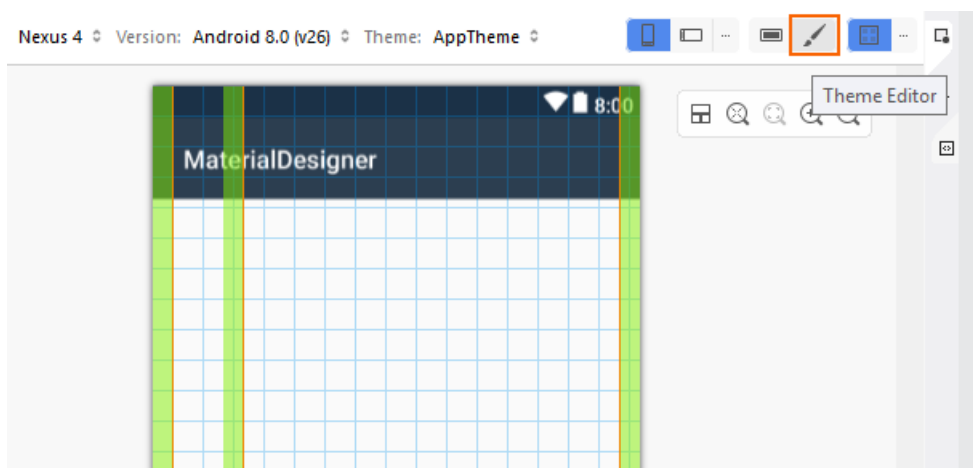 Nexus 4 Version: Android 8.0 (v26) Theme: AppTheme
Theme Editor
8:00
MaterialDesigner